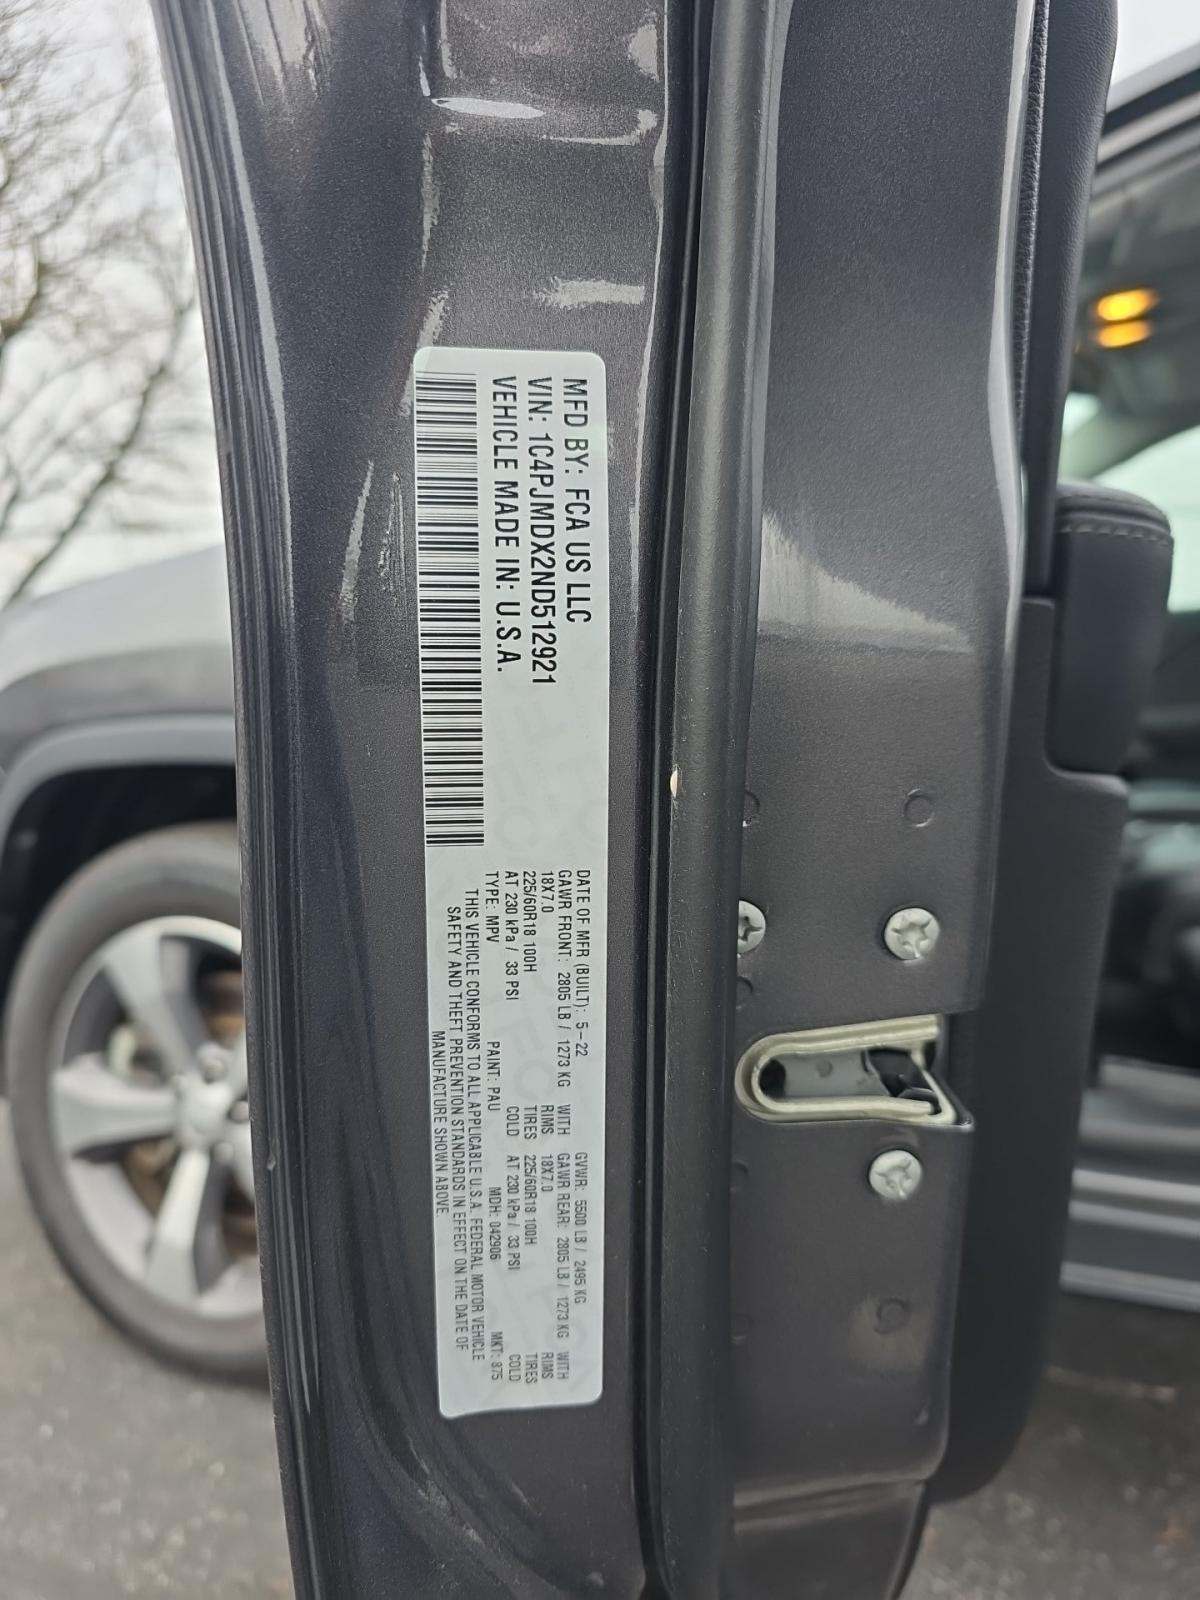 MFD BY: FCA US LLC
VIN: 1C4PJMDX2ND512921
VEHICLE MADE IN: U.S.A.
DATE OF MFR (BUILT): 5-22 GVWR: 5500 LB / 2495 KG
GAWR FRONT: 2805 LB / 1273 KG WITH GAWR REAR: 2805 LB / 1273 KG WITH
18X7.0 RIMS 18X7.0 RIMS
225/60R18 100H TIRES 225/60R18 100H TIRES
AT 230 kPa / 33 PSI COLD AT 230 kPa / 33 PSI COLD
TYPE: MPV PAINT: PAU MDH: 042906 MKT: 875
THIS VEHICLE CONFORMS TO ALL APPLICABLE U.S.A. FEDERAL MOTOR VEHICLE
SAFETY AND THEFT PREVENTION STANDARDS IN EFFECT ON THE DATE OF
MANUFACTURE SHOWN ABOVE